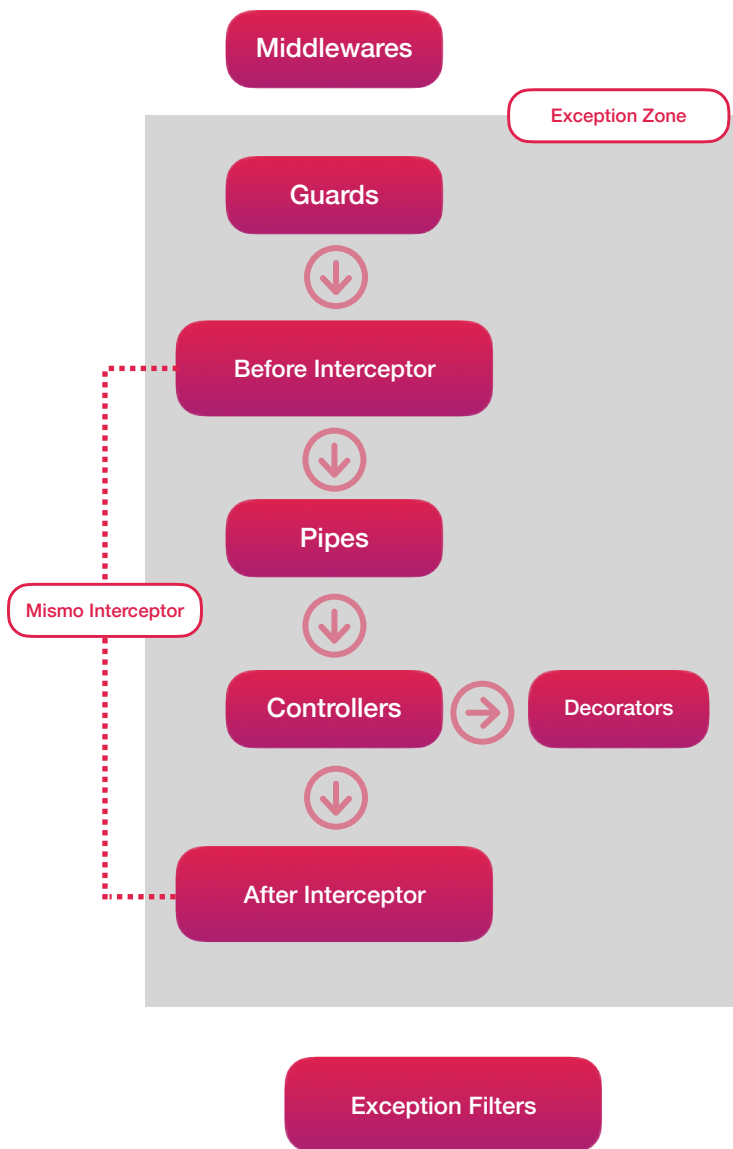 Middlewares
Exception Zone
Guards
Before Interceptor
Pipes
Mismo Interceptor
Controllers
Decorators
After Interceptor
Exception Filters